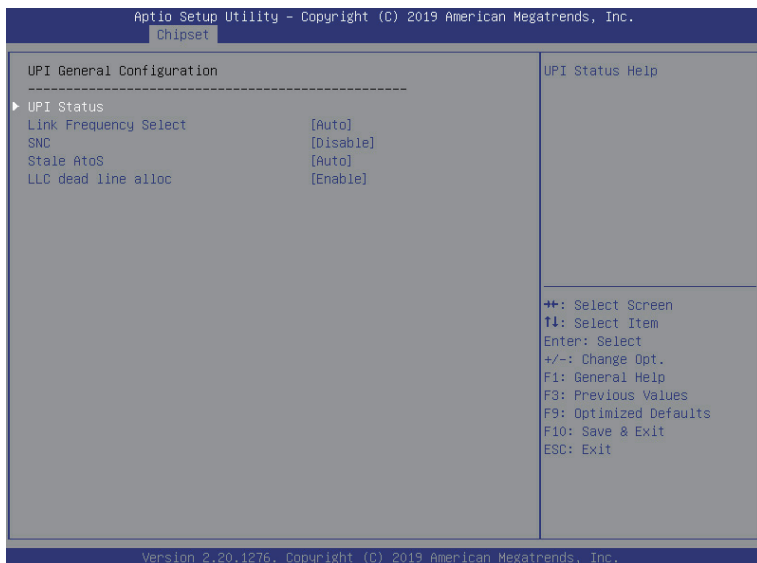 Aptio Setup Utility – Copyright (C) 2019 American Megatrends, Inc.
Chipset
UPI General Configuration
------------------------------------------------
UPI Status
Link Frequency Select [Auto]
SNC [Disable]
Stale AtoS [Auto]
LLC dead line alloc [Enable]
UPI Status Help
→←: Select Screen
↑↓: Select Item
Enter: Select
+/-: Change Opt.
F1: General Help
F3: Previous Values
F9: Optimized Defaults
F10: Save & Exit
ESC: Exit
Version 2.20.1276. Copyright (C) 2019 American Megatrends, Inc.